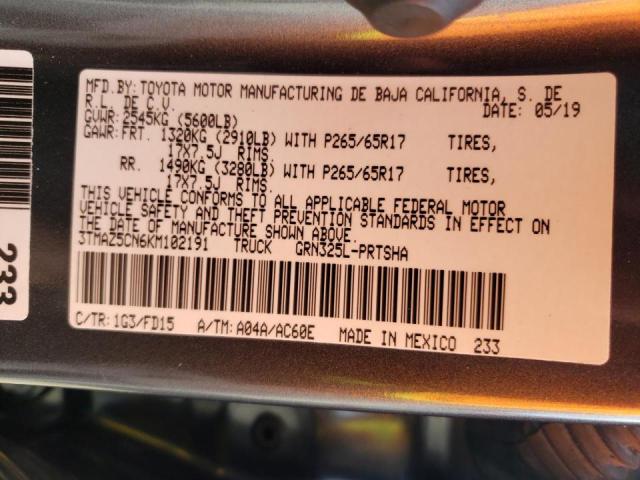 MFD.BY:TOYOTA MOTOR MANUFACTURING DE BAJA CALIFORNIA, S. DE
R.L. DE C.V. DATE: 05/19
GVWR:2545KG (5600LB)
GAWR:FRT. 1320KG (2910LB) WITH P265/65R17 TIRES,
17X7.5J RIMS.
RR. 1490KG (3280LB) WITH P265/65R17 TIRES,
17X7.5J RIMS.
THIS VEHICLE CONFORMS TO ALL APPLICABLE FEDERAL MOTOR
VEHICLE SAFETY AND THEFT PREVENTION STANDARDS IN EFFECT ON
THE DATE OF MANUFACTURE SHOWN ABOVE.
3TMAZ5CN6KM102191 TRUCK GRN325L-PRTSHA
C/TR:1G3/FD15 A/TM:A04A/AC60E MADE IN MEXICO 233
233